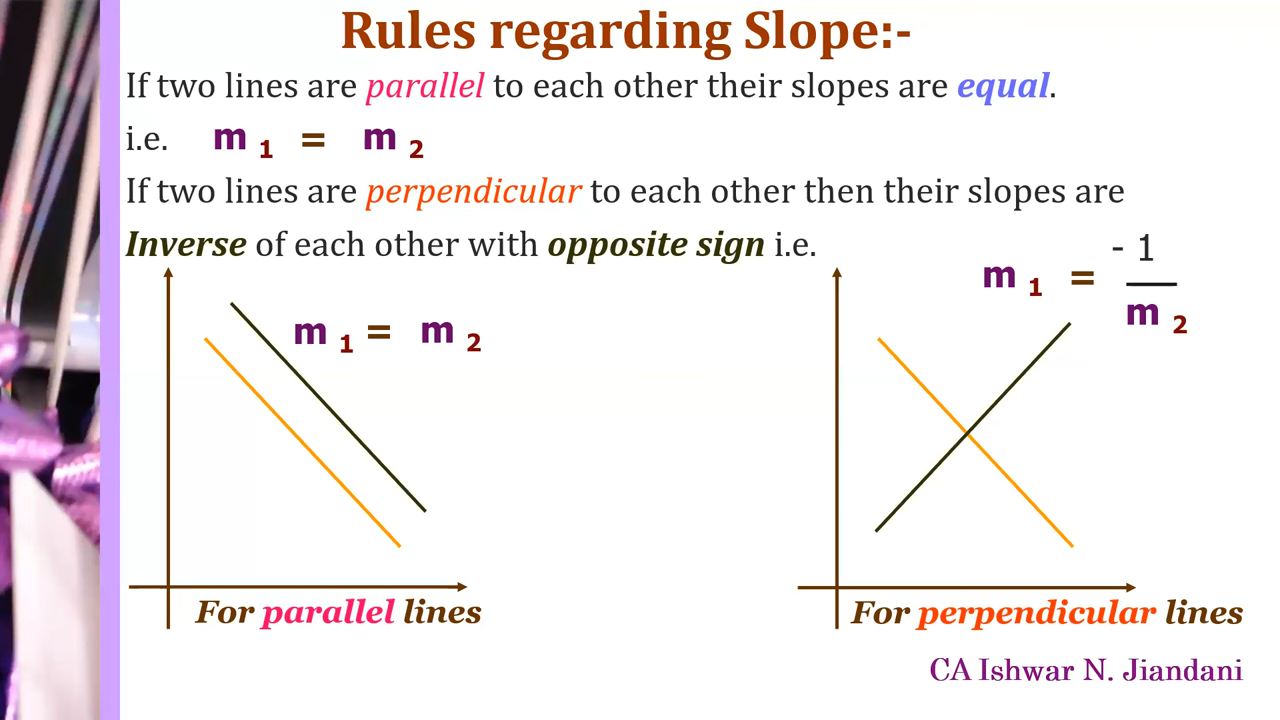 Rules regarding Slope:-
If two lines are parallel to each other their slopes are equal.
i.e. m 1 = m 2
If two lines are perpendicular to each other then their slopes are
Inverse of each other with opposite sign i.e.
m 1 = - 1 / m 2
m 1 = m 2
For parallel lines
For perpendicular lines
CA Ishwar N. Jiandani